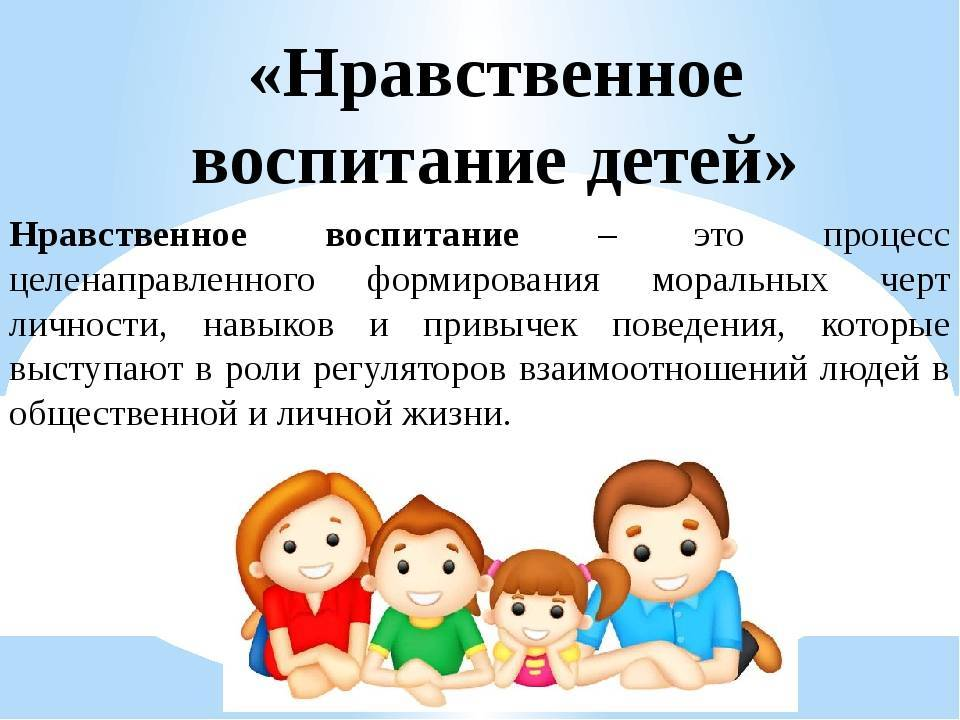 «Нравственное
воспитание детей»
Нравственное воспитание – это процесс
целенаправленного формирования моральных черт
личности, навыков и привычек поведения, которые
выступают в роли регуляторов взаимоотношений людей в
общественной и личной жизни.